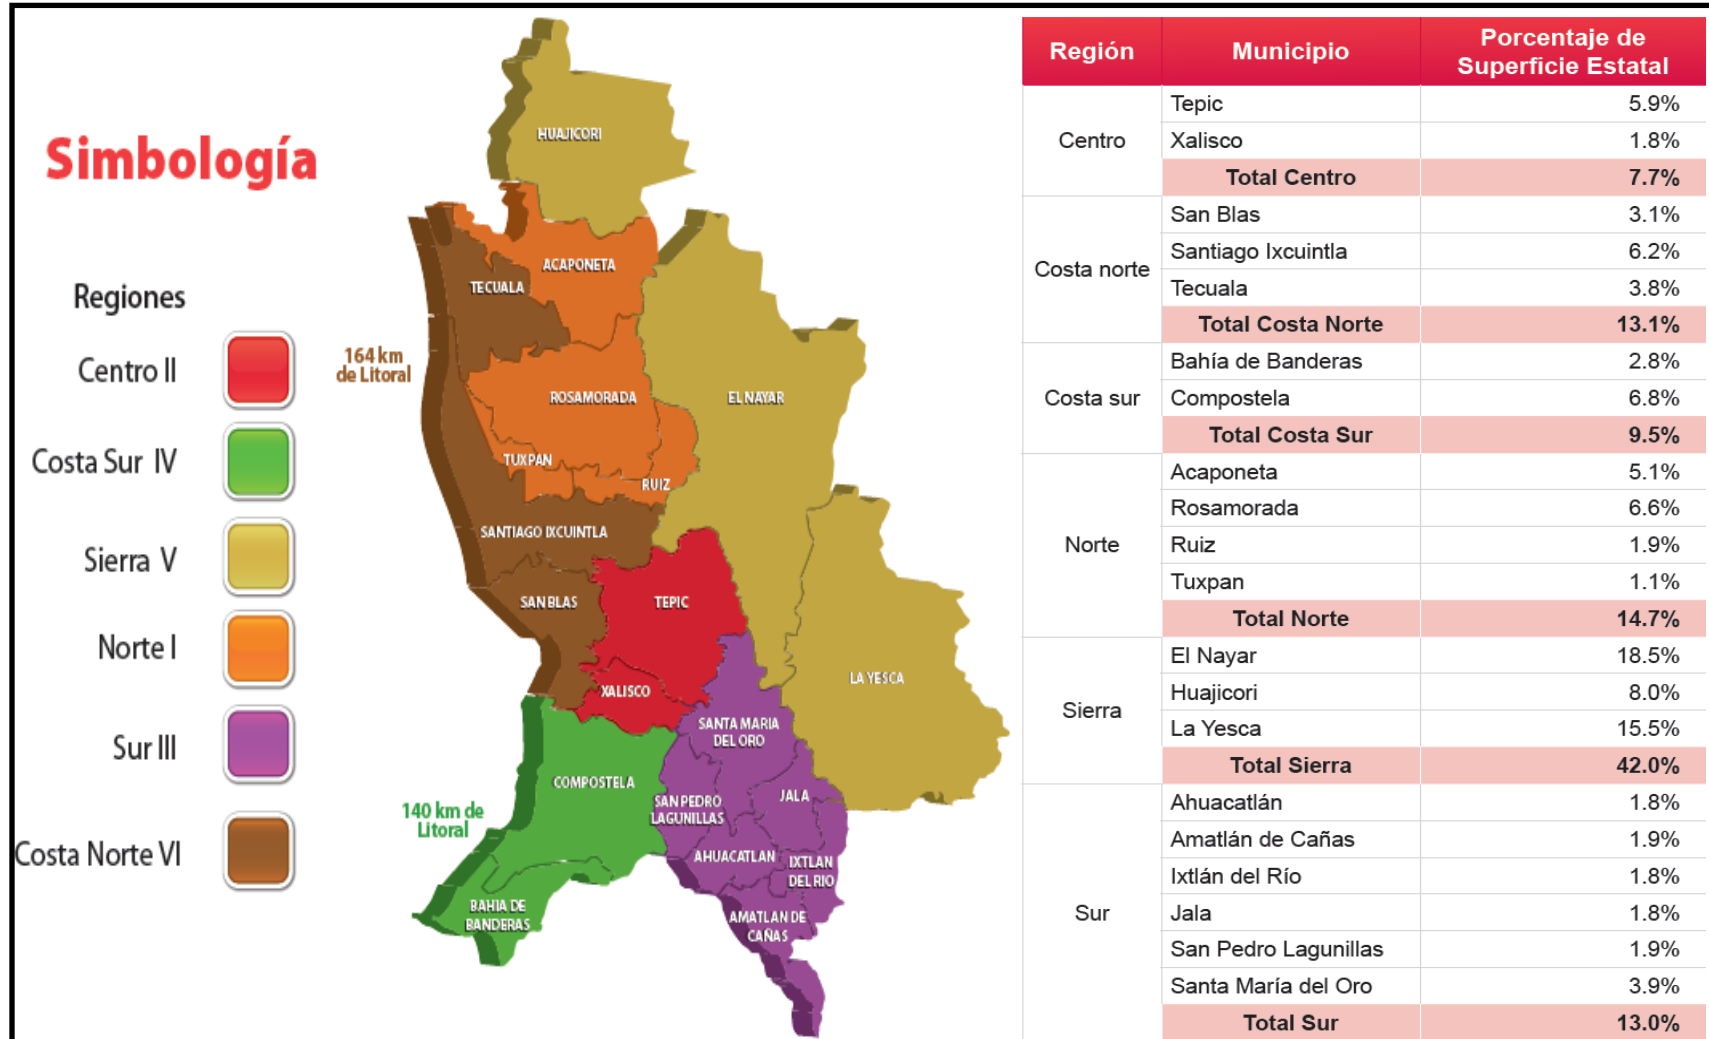 Simbología
Regiones
Centro II
Costa Sur IV
Sierra V
Norte I
Sur III
Costa Norte VI
164 km
de Litoral
140 km de
Litoral
HUAJICORI
ACAPONETA
TECUALA
ROSAMORADA
EL NAYAR
TUXPAN
RUIZ
SANTIAGO IXCUINTLA
SAN BLAS
TEPIC
XALISCO
LA YESCA
SANTA MARIA
DEL ORO
COMPOSTELA
SAN PEDRO
LAGUNILLAS
JALA
AHUACATLAN
IXTLAN
DEL RIO
BAHIA DE
BANDERAS
AMATLAN DE
CAÑAS
Región Municipio Porcentaje de
Superficie Estatal
Centro
Tepic 5.9%
Xalisco 1.8%
Total Centro 7.7%
Costa norte
San Blas 3.1%
Santiago Ixcuintla 6.2%
Tecuala 3.8%
Total Costa Norte 13.1%
Costa sur
Bahía de Banderas 2.8%
Compostela 6.8%
Total Costa Sur 9.5%
Norte
Acaponeta 5.1%
Rosamorada 6.6%
Ruiz 1.9%
Tuxpan 1.1%
Total Norte 14.7%
Sierra
El Nayar 18.5%
Huajicori 8.0%
La Yesca 15.5%
Total Sierra 42.0%
Sur
Ahuacatlán 1.8%
Amatlán de Cañas 1.9%
Ixtlán del Río 1.8%
Jala 1.8%
San Pedro Lagunillas 1.9%
Santa María del Oro 3.9%
Total Sur 13.0%